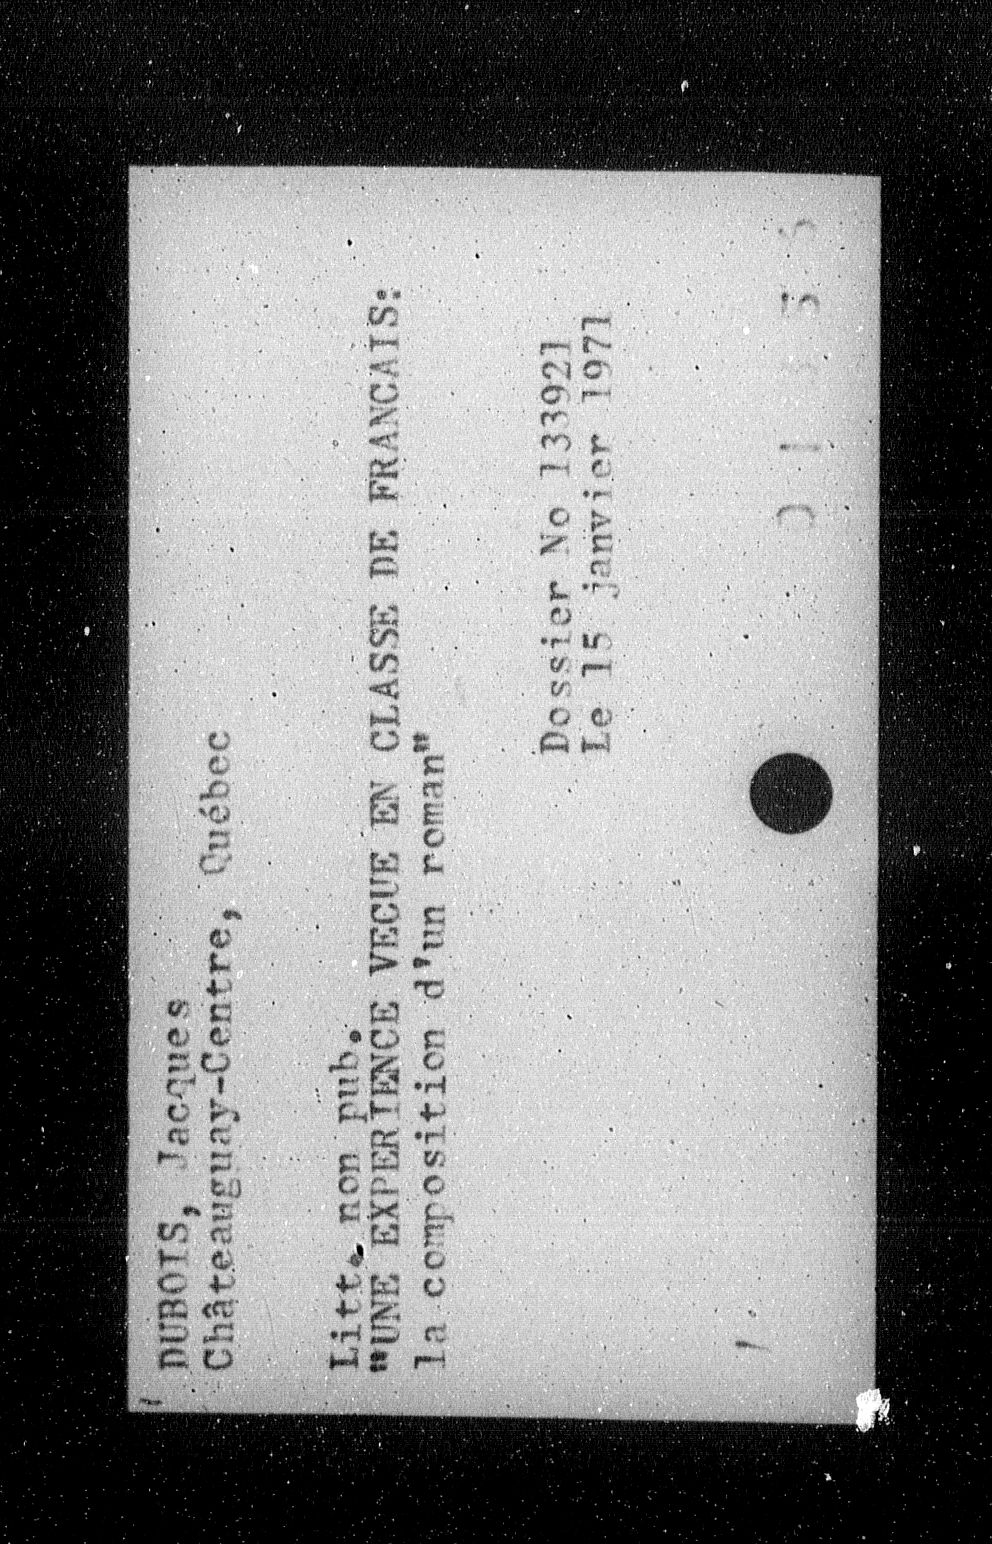 DUBOIS, Jacques
Châteauguay-Centre, Québec
Litt. non pub.
"UNE EXPERIENCE VECUE EN CLASSE DE FRANCAIS:
la composition d'un roman"
Dossier No 133921
Le 15 janvier 1971